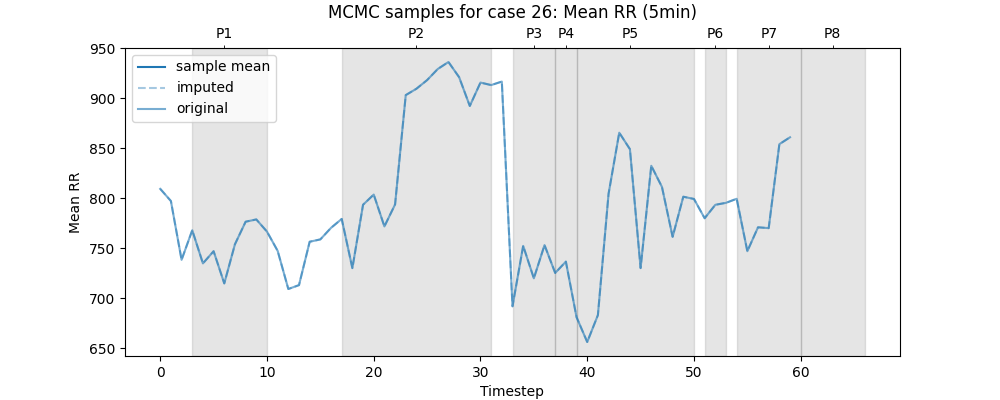 MCMC samples for case 26: Mean RR (5min)
P1 P2 P3 P4 P5 P6 P7 P8
sample mean
imputed
original
950
900
850
800
750
700
650
Mean RR
0 10 20 30 40 50 60
Timestep